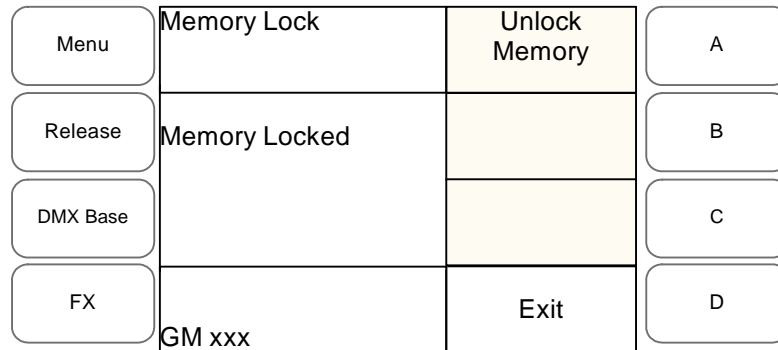 Menu
Memory Lock
Unlock
Memory
A
Release
Memory Locked
B
DMX Base
C
FX
GM xxx
Exit
D